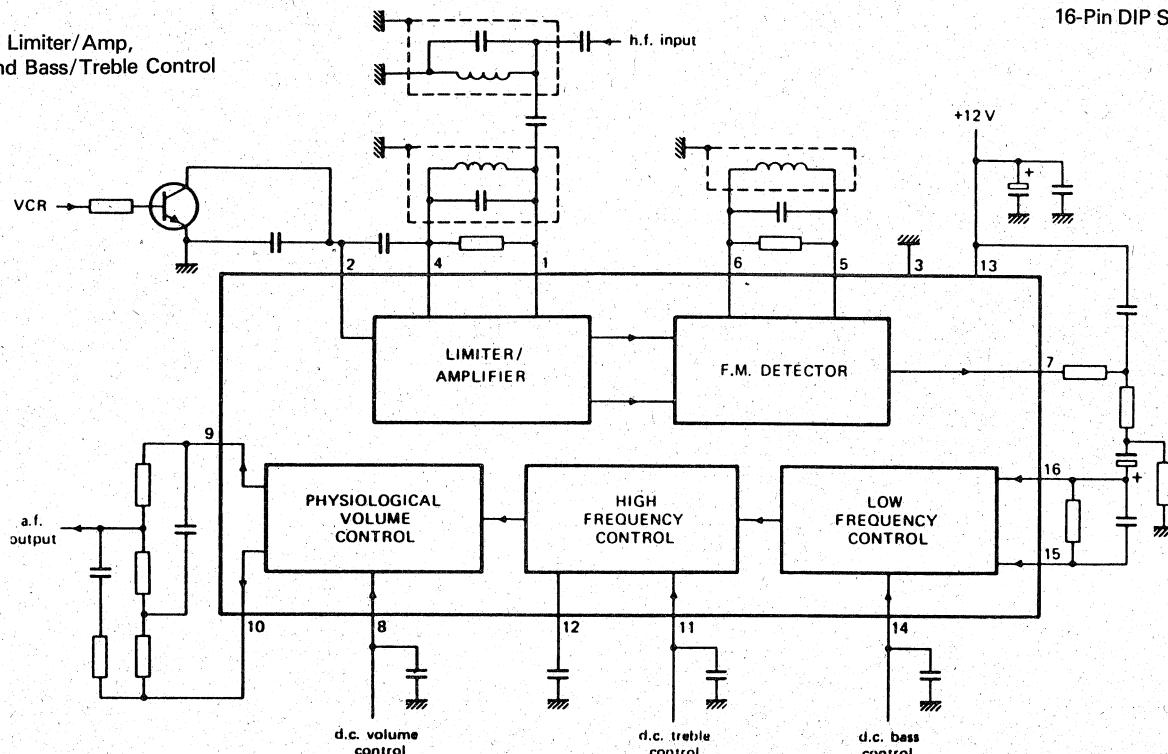 16-Pin DIP S
Limiter/Amp,
nd Bass/Treble Control
h.f. input
+12 V
+
VCR
2
4
1
6
5
3
13
LIMITER/
AMPLIFIER
F.M. DETECTOR
7
9
16
+
PHYSIOLOGICAL
VOLUME
CONTROL
HIGH
FREQUENCY
CONTROL
LOW
FREQUENCY
CONTROL
a.f.
output
15
10
8
12
11
14
d.c. volume
control
d.c. treble
control
d.c. bass
control